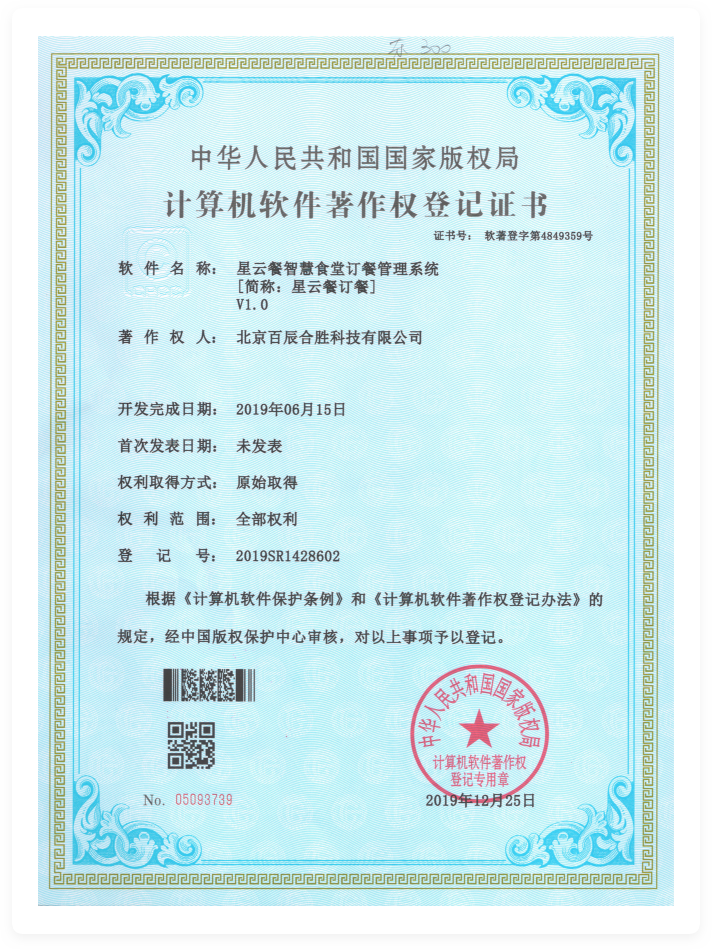 300
中华人民共和国国家版权局
计算机软件著作权登记证书
证书号： 软著登字第4849359号
软件名称： 星云餐智慧食堂订餐管理系统
[简称：星云餐订餐]
V1.0
著作权人： 北京百辰合胜科技有限公司
开发完成日期： 2019年06月15日
首次发表日期： 未发表
权利取得方式： 原始取得
权利范围： 全部权利
登记号： 2019SR1428602
根据《计算机软件保护条例》和《计算机软件著作权登记办法》的
规定，经中国版权保护中心审核，对以上事项予以登记。
中华人民共和国国家版权局
计算机软件著作权
登记专用章
No. 05093739
2019年12月25日